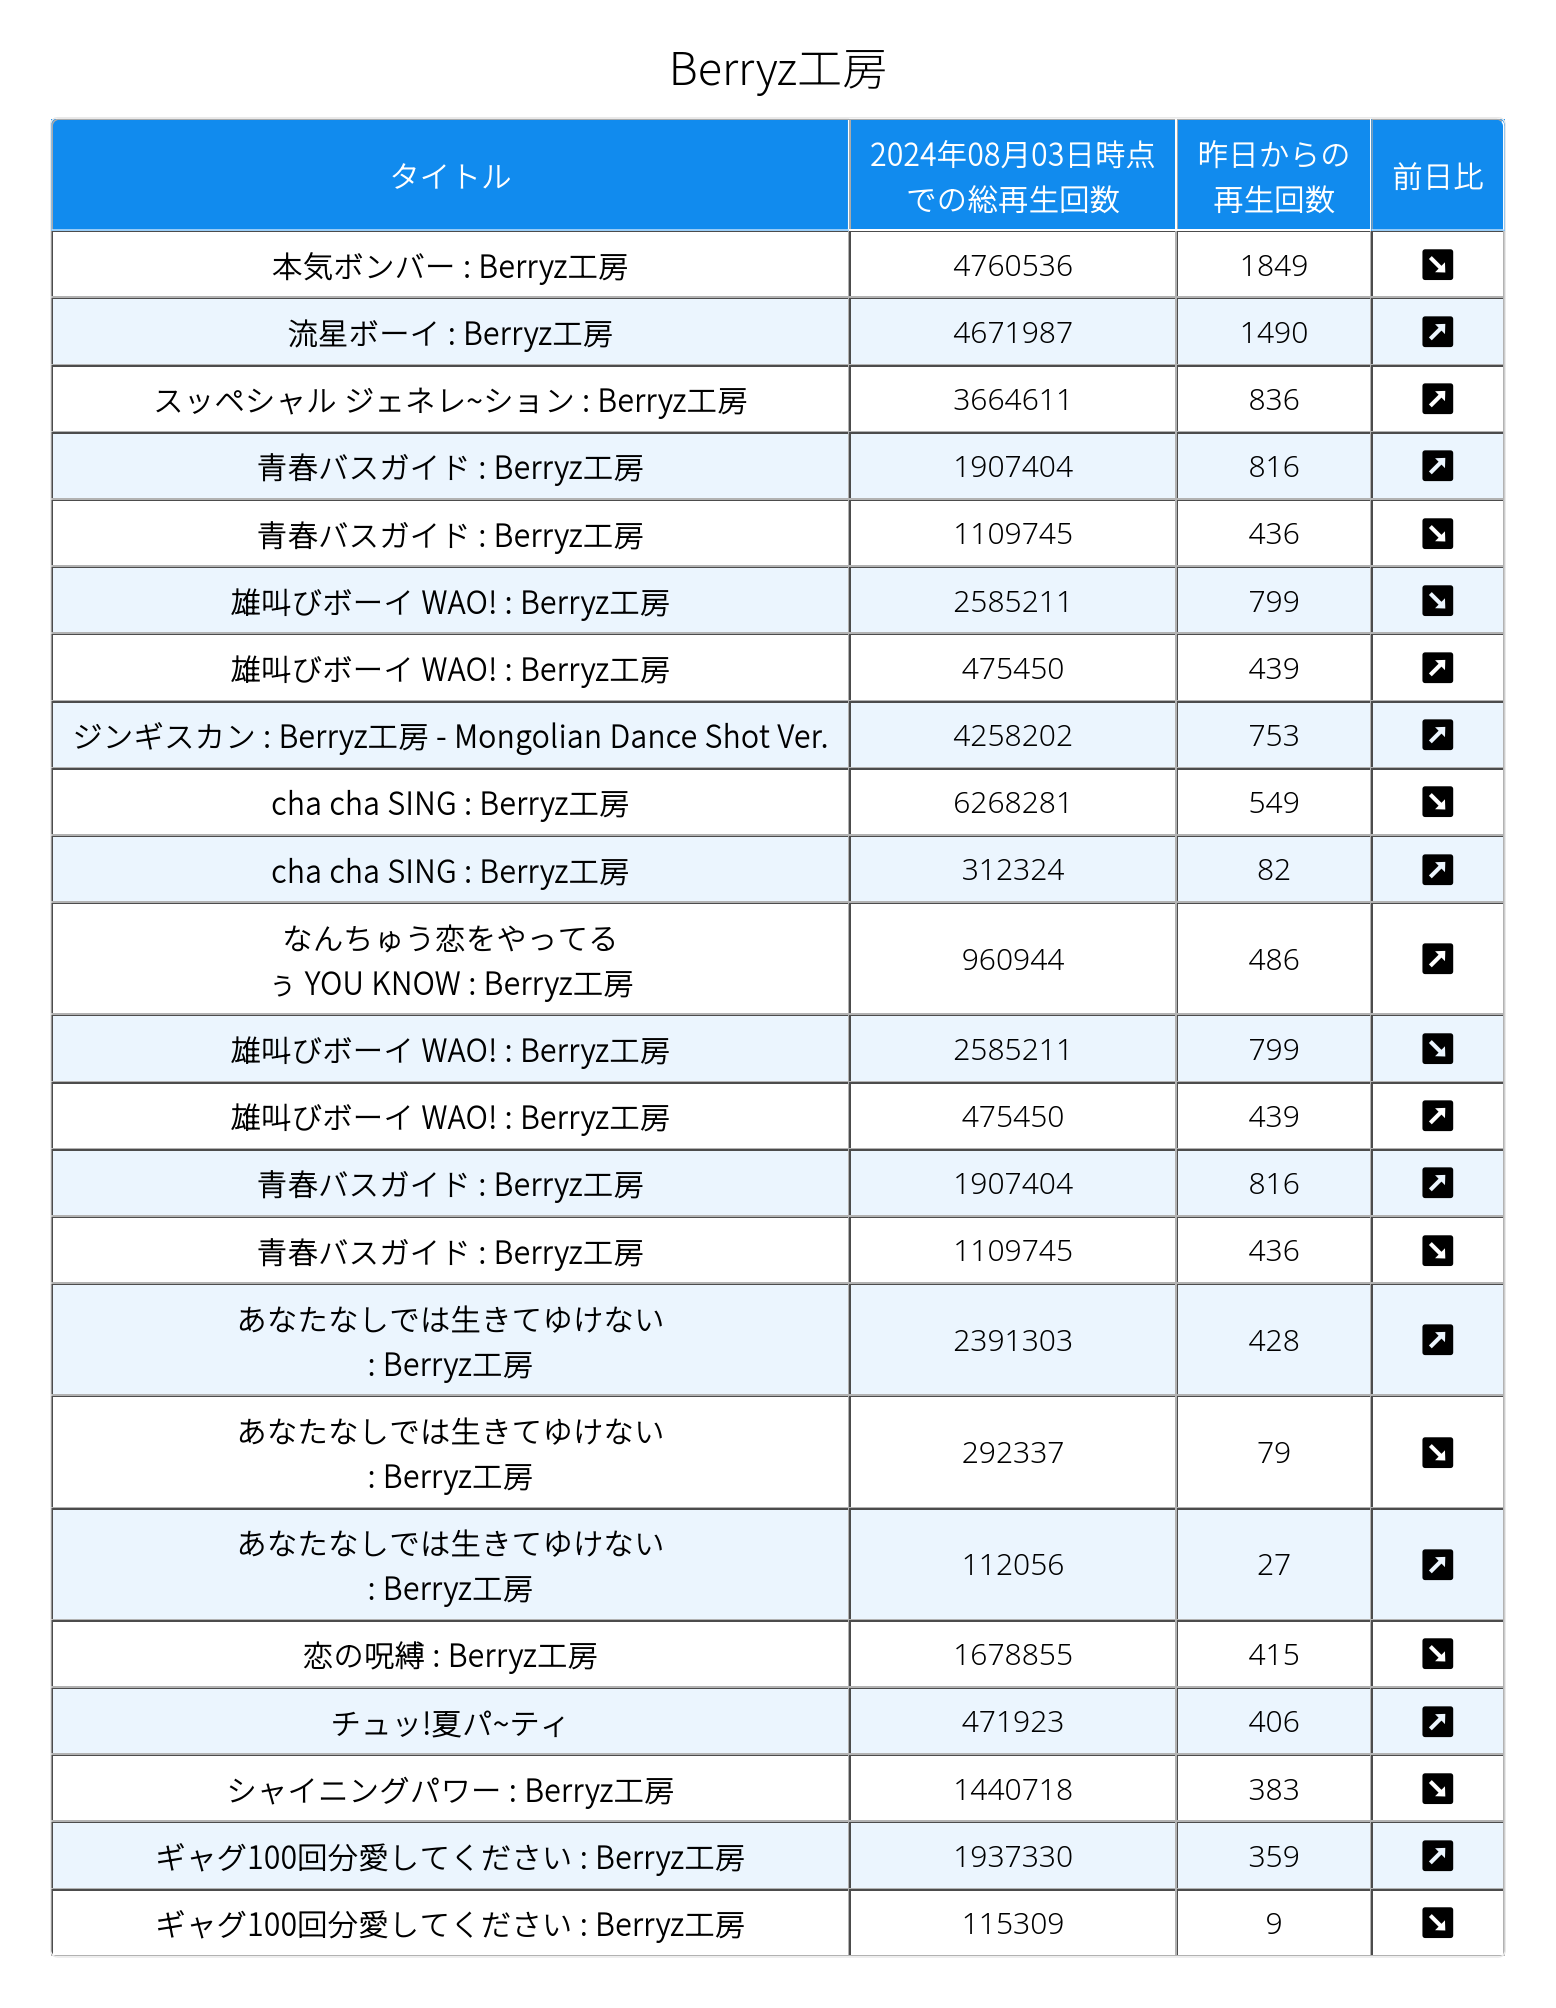 Berryz工房
タイトル 2024年08月03日時点での総再生回数 昨日からの再生回数 前日比
本気ボンバー : Berryz工房 4760536 1849 ↘
流星ボーイ : Berryz工房 4671987 1490 ↗
スッペシャル ジェネレ~ション : Berryz工房 3664611 836 ↗
青春バスガイド : Berryz工房 1907404 816 ↗
青春バスガイド : Berryz工房 1109745 436 ↘
雄叫びボーイ WAO! : Berryz工房 2585211 799 ↘
雄叫びボーイ WAO! : Berryz工房 475450 439 ↗
ジンギスカン : Berryz工房 - Mongolian Dance Shot Ver. 4258202 753 ↗
cha cha SING : Berryz工房 6268281 549 ↘
cha cha SING : Berryz工房 312324 82 ↗
なんちゅう恋をやってるぅ YOU KNOW : Berryz工房 960944 486 ↗
雄叫びボーイ WAO! : Berryz工房 2585211 799 ↘
雄叫びボーイ WAO! : Berryz工房 475450 439 ↗
青春バスガイド : Berryz工房 1907404 816 ↗
青春バスガイド : Berryz工房 1109745 436 ↘
あなたなしでは生きてゆけない : Berryz工房 2391303 428 ↗
あなたなしでは生きてゆけない : Berryz工房 292337 79 ↘
あなたなしでは生きてゆけない : Berryz工房 112056 27 ↗
恋の呪縛 : Berryz工房 1678855 415 ↘
チュッ!夏パ~ティ 471923 406 ↗
シャイニングパワー : Berryz工房 1440718 383 ↘
ギャグ100回分愛してください : Berryz工房 1937330 359 ↗
ギャグ100回分愛してください : Berryz工房 115309 9 ↘